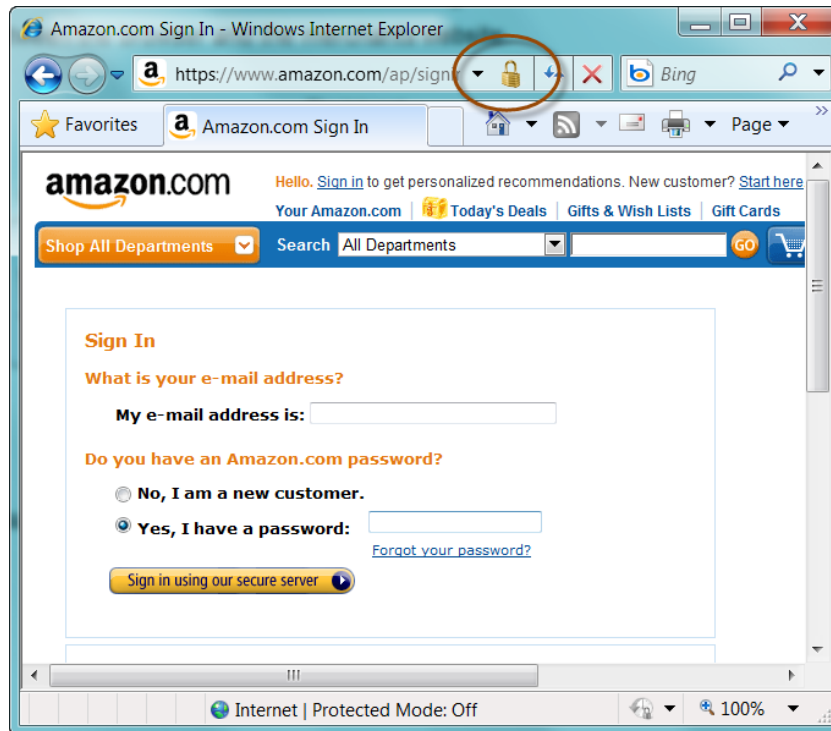 Amazon.com Sign In - Windows Internet Explorer
https://www.amazon.com/ap/signi
Bing
Favorites
Amazon.com Sign In
Page
amazon.com
Hello. Sign in to get personalized recommendations. New customer? Start here
Your Amazon.com | Today's Deals | Gifts & Wish Lists | Gift Cards
Shop All Departments
Search All Departments
GO
Sign In
What is your e-mail address?
My e-mail address is:
Do you have an Amazon.com password?
No, I am a new customer.
Yes, I have a password:
Forgot your password?
Sign in using our secure server
Internet | Protected Mode: Off
100%